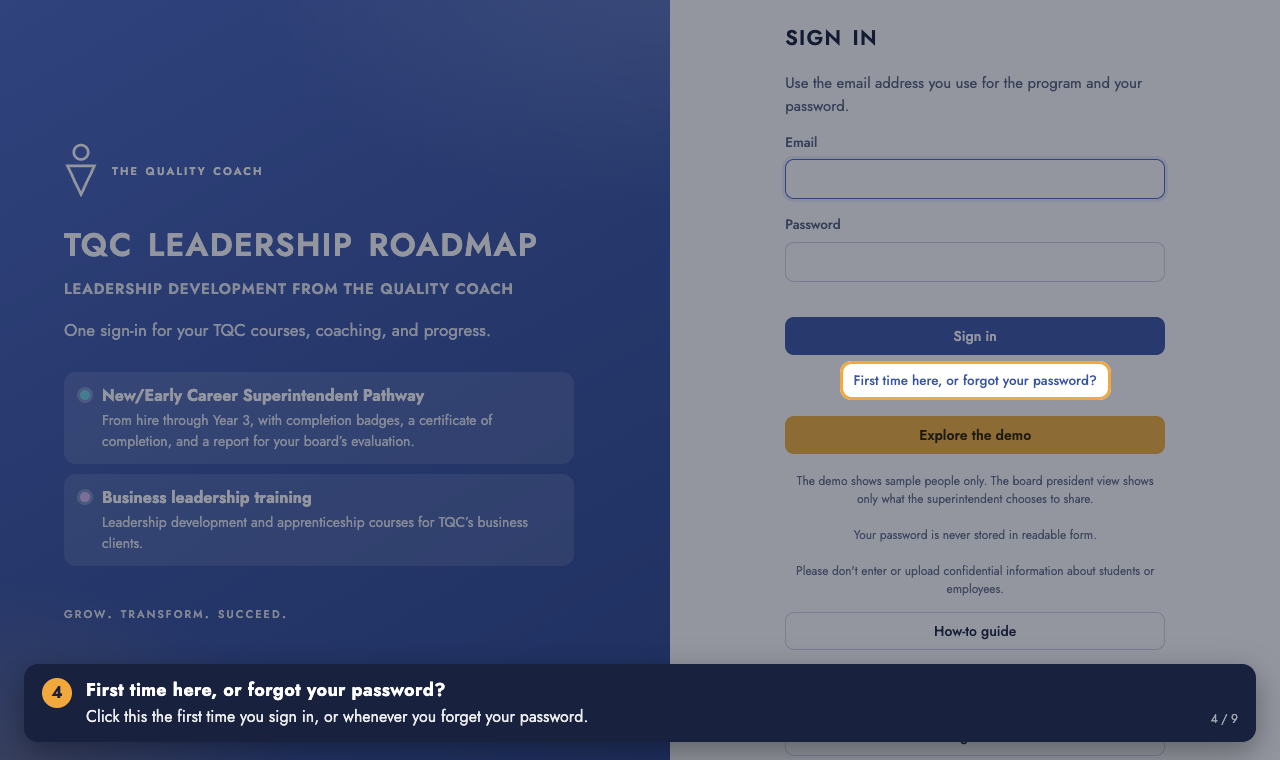 THE QUALITY COACH
TQC LEADERSHIP ROADMAP
LEADERSHIP DEVELOPMENT FROM THE QUALITY COACH
One sign-in for your TQC courses, coaching, and progress.
New/Early Career Superintendent Pathway
From hire through Year 3, with completion badges, a certificate of
completion, and a report for your board's evaluation.
Business leadership training
Leadership development and apprenticeship courses for TQC's business
clients.
GROW. TRANSFORM. SUCCEED.
SIGN IN
Use the email address you use for the program and your
password.
Email
Password
Sign in
First time here, or forgot your password?
Explore the demo
The demo shows sample people only. The board president view shows
only what the superintendent chooses to share.
Your password is never stored in readable form.
Please don't enter or upload confidential information about students or
employees.
How-to guide
4
First time here, or forgot your password?
Click this the first time you sign in, or whenever you forget your password.
4 / 9